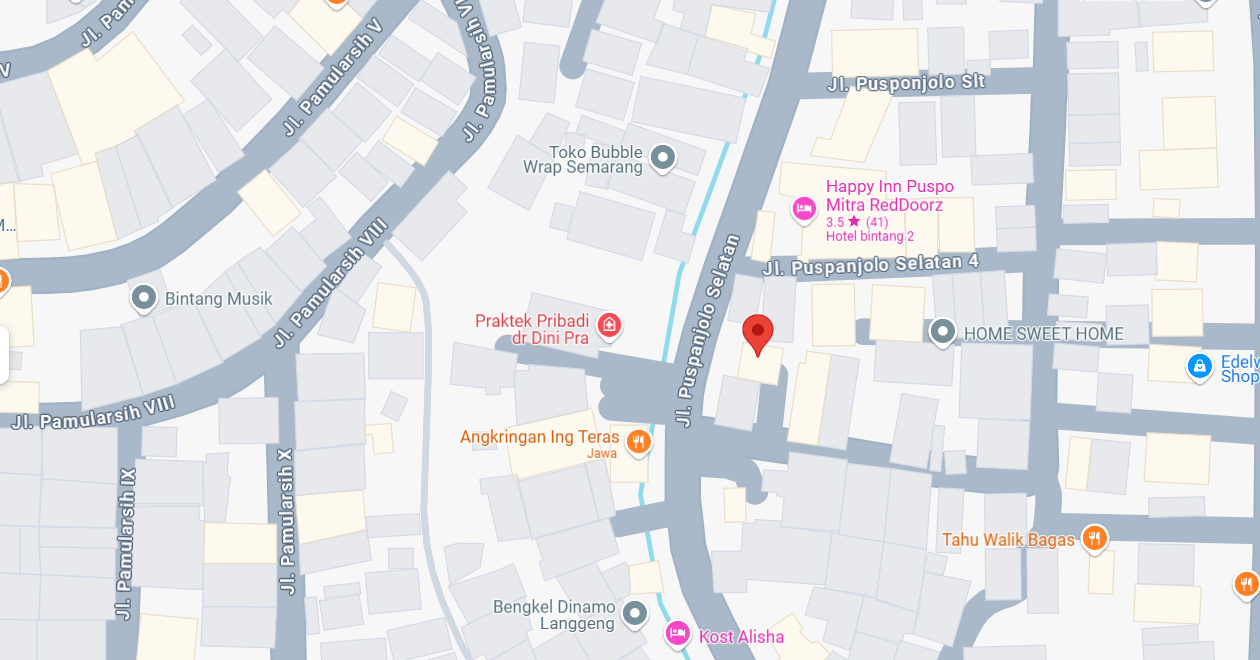 Jl. Pam
Jl. Pamularsih V
Jl. Pamularsih VI
V
Jl. Pusponjolo Slt
Toko Bubble
Wrap Semarang
Happy Inn Puspo
Mitra RedDoorz
3.5 ★ (41)
Hotel bintang 2
M...
Jl. Pamularsih VIII
Jl. Puspanjolo Selatan
Jl. Puspanjolo Selatan 4
Bintang Musik
Praktek Pribadi
dr Dini Pra
HOME SWEET HOME
Edelw
Shop
Jl. Pamularsih VIII
Angkringan Ing Teras
Jawa
Jl. Pamularsih IX
Jl. Pamularsih X
Tahu Walik Bagas
Bengkel Dinamo
Langgeng
Kost Alisha